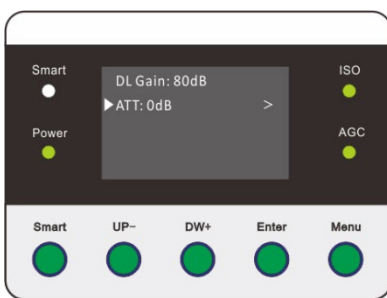 Smart
ISO
DL Gain: 80dB
ATT: 0dB >
Power
AGC
Smart UP- DW+ Enter Menu